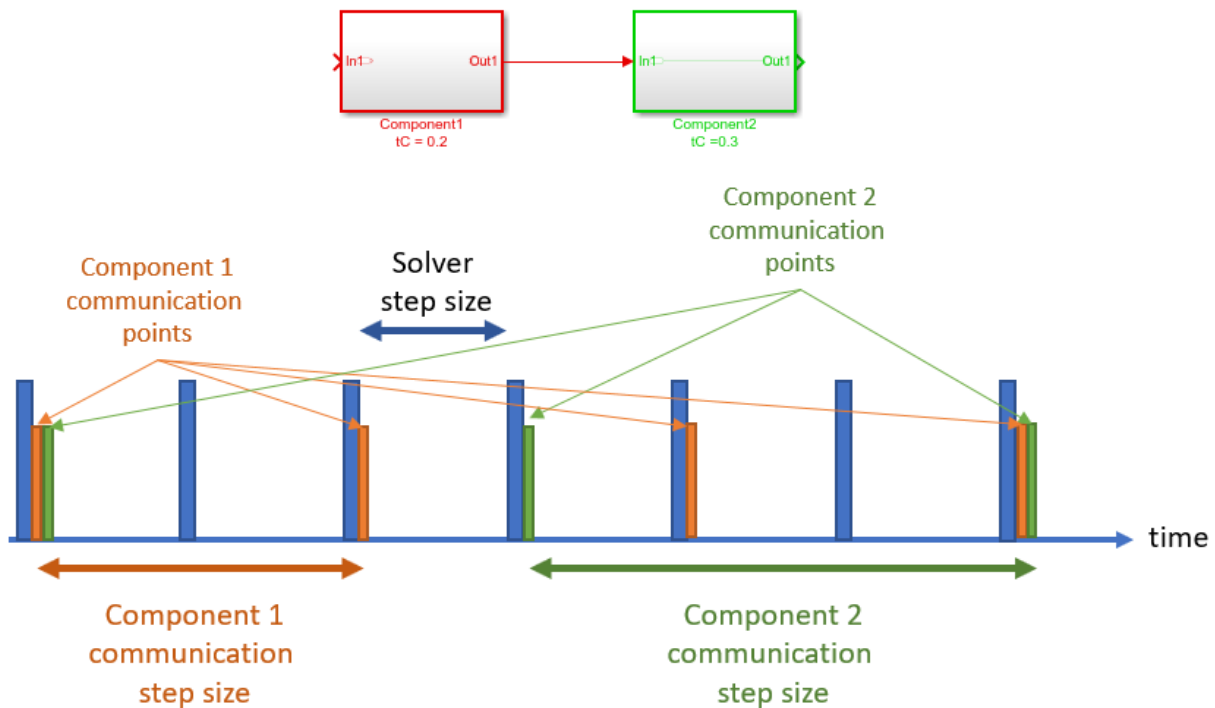 In1
Out1
In1
Out1
Component1
tC = 0.2
Component2
tC =0.3
Component 1
communication
points
Solver
step size
Component 2
communication
points
time
Component 1
communication
step size
Component 2
communication
step size